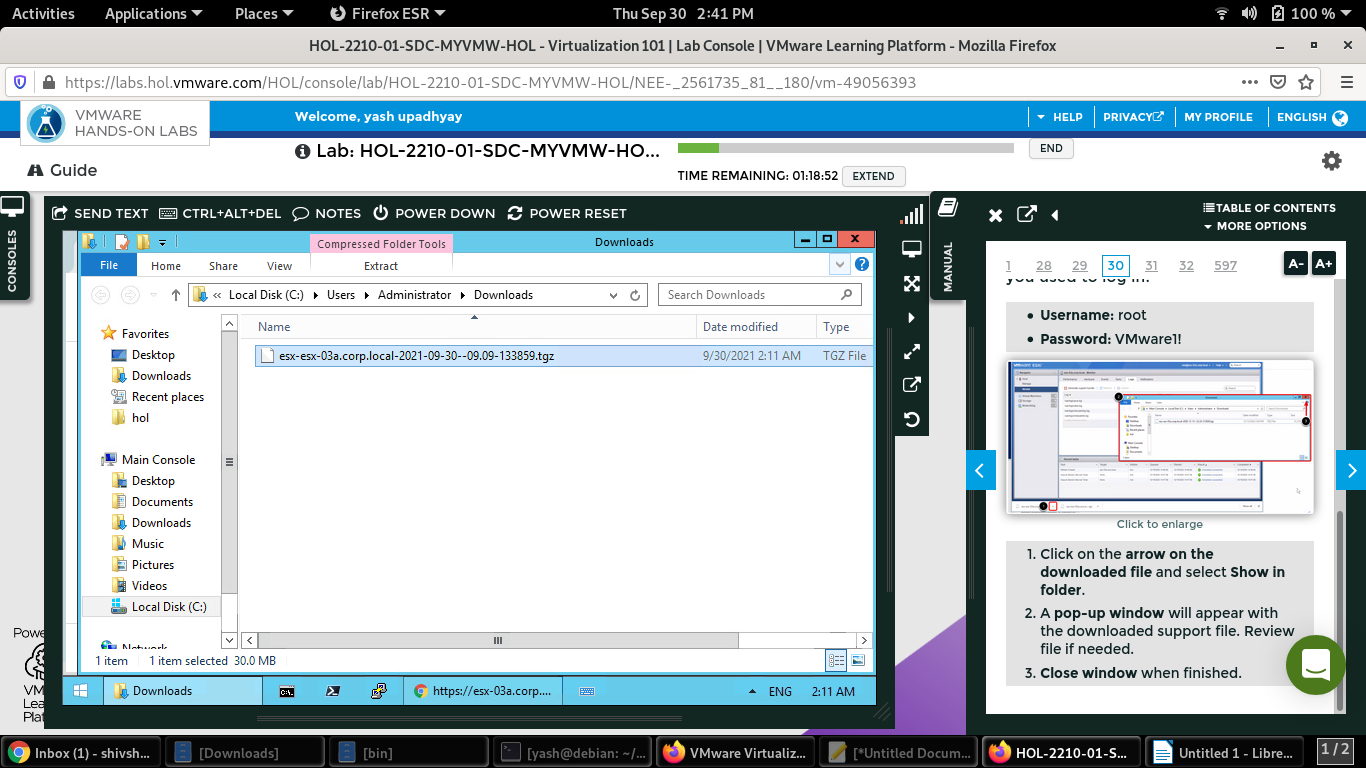 Activities Applications Places Firefox ESR Thu Sep 30 2:41 PM 100 %
HOL-2210-01-SDC-MYVMW-HOL - Virtualization 101 | Lab Console | VMware Learning Platform - Mozilla Firefox
https://labs.hol.vmware.com/HOL/console/lab/HOL-2210-01-SDC-MYVMW-HOL/NEE-_2561735_81__180/vm-49056393
VMWARE
HANDS-ON LABS
Welcome, yash upadhyay
HELP PRIVACY MY PROFILE ENGLISH
Guide
Lab: HOL-2210-01-SDC-MYVMW-HO...
END
TIME REMAINING: 01:18:52 EXTEND
CONSOLES
SEND TEXT CTRL+ALT+DEL NOTES POWER DOWN POWER RESET
Compressed Folder Tools Downloads
File Home Share View Extract
« Local Disk (C:) Users Administrator Downloads Search Downloads
Name Date modified Type
esx-esx-03a.corp.local-2021-09-30--09.09-133859.tgz 9/30/2021 2:11 AM TGZ File
Favorites
Desktop
Downloads
Recent places
hol
Main Console
Desktop
Documents
Downloads
Music
Pictures
Videos
Local Disk (C:)
Network
1 item 1 item selected 30.0 MB
Downloads https://esx-03a.corp.... ENG 2:11 AM
MANUAL
TABLE OF CONTENTS
MORE OPTIONS
1 28 29 30 31 32 597 A- A+
you used to log in.
Username: root
Password: VMware1!
Click to enlarge
1. Click on the arrow on the
downloaded file and select Show in
folder.
2. A pop-up window will appear with
the downloaded support file. Review
file if needed.
3. Close window when finished.
Powe
VM
Lea
Platf
Inbox (1) - shivsh... [Downloads] [bin] [yash@debian: ~/... VMware Virtualiz... [*Untitled Docum... HOL-2210-01-S... Untitled 1 - Libre... 1 / 2